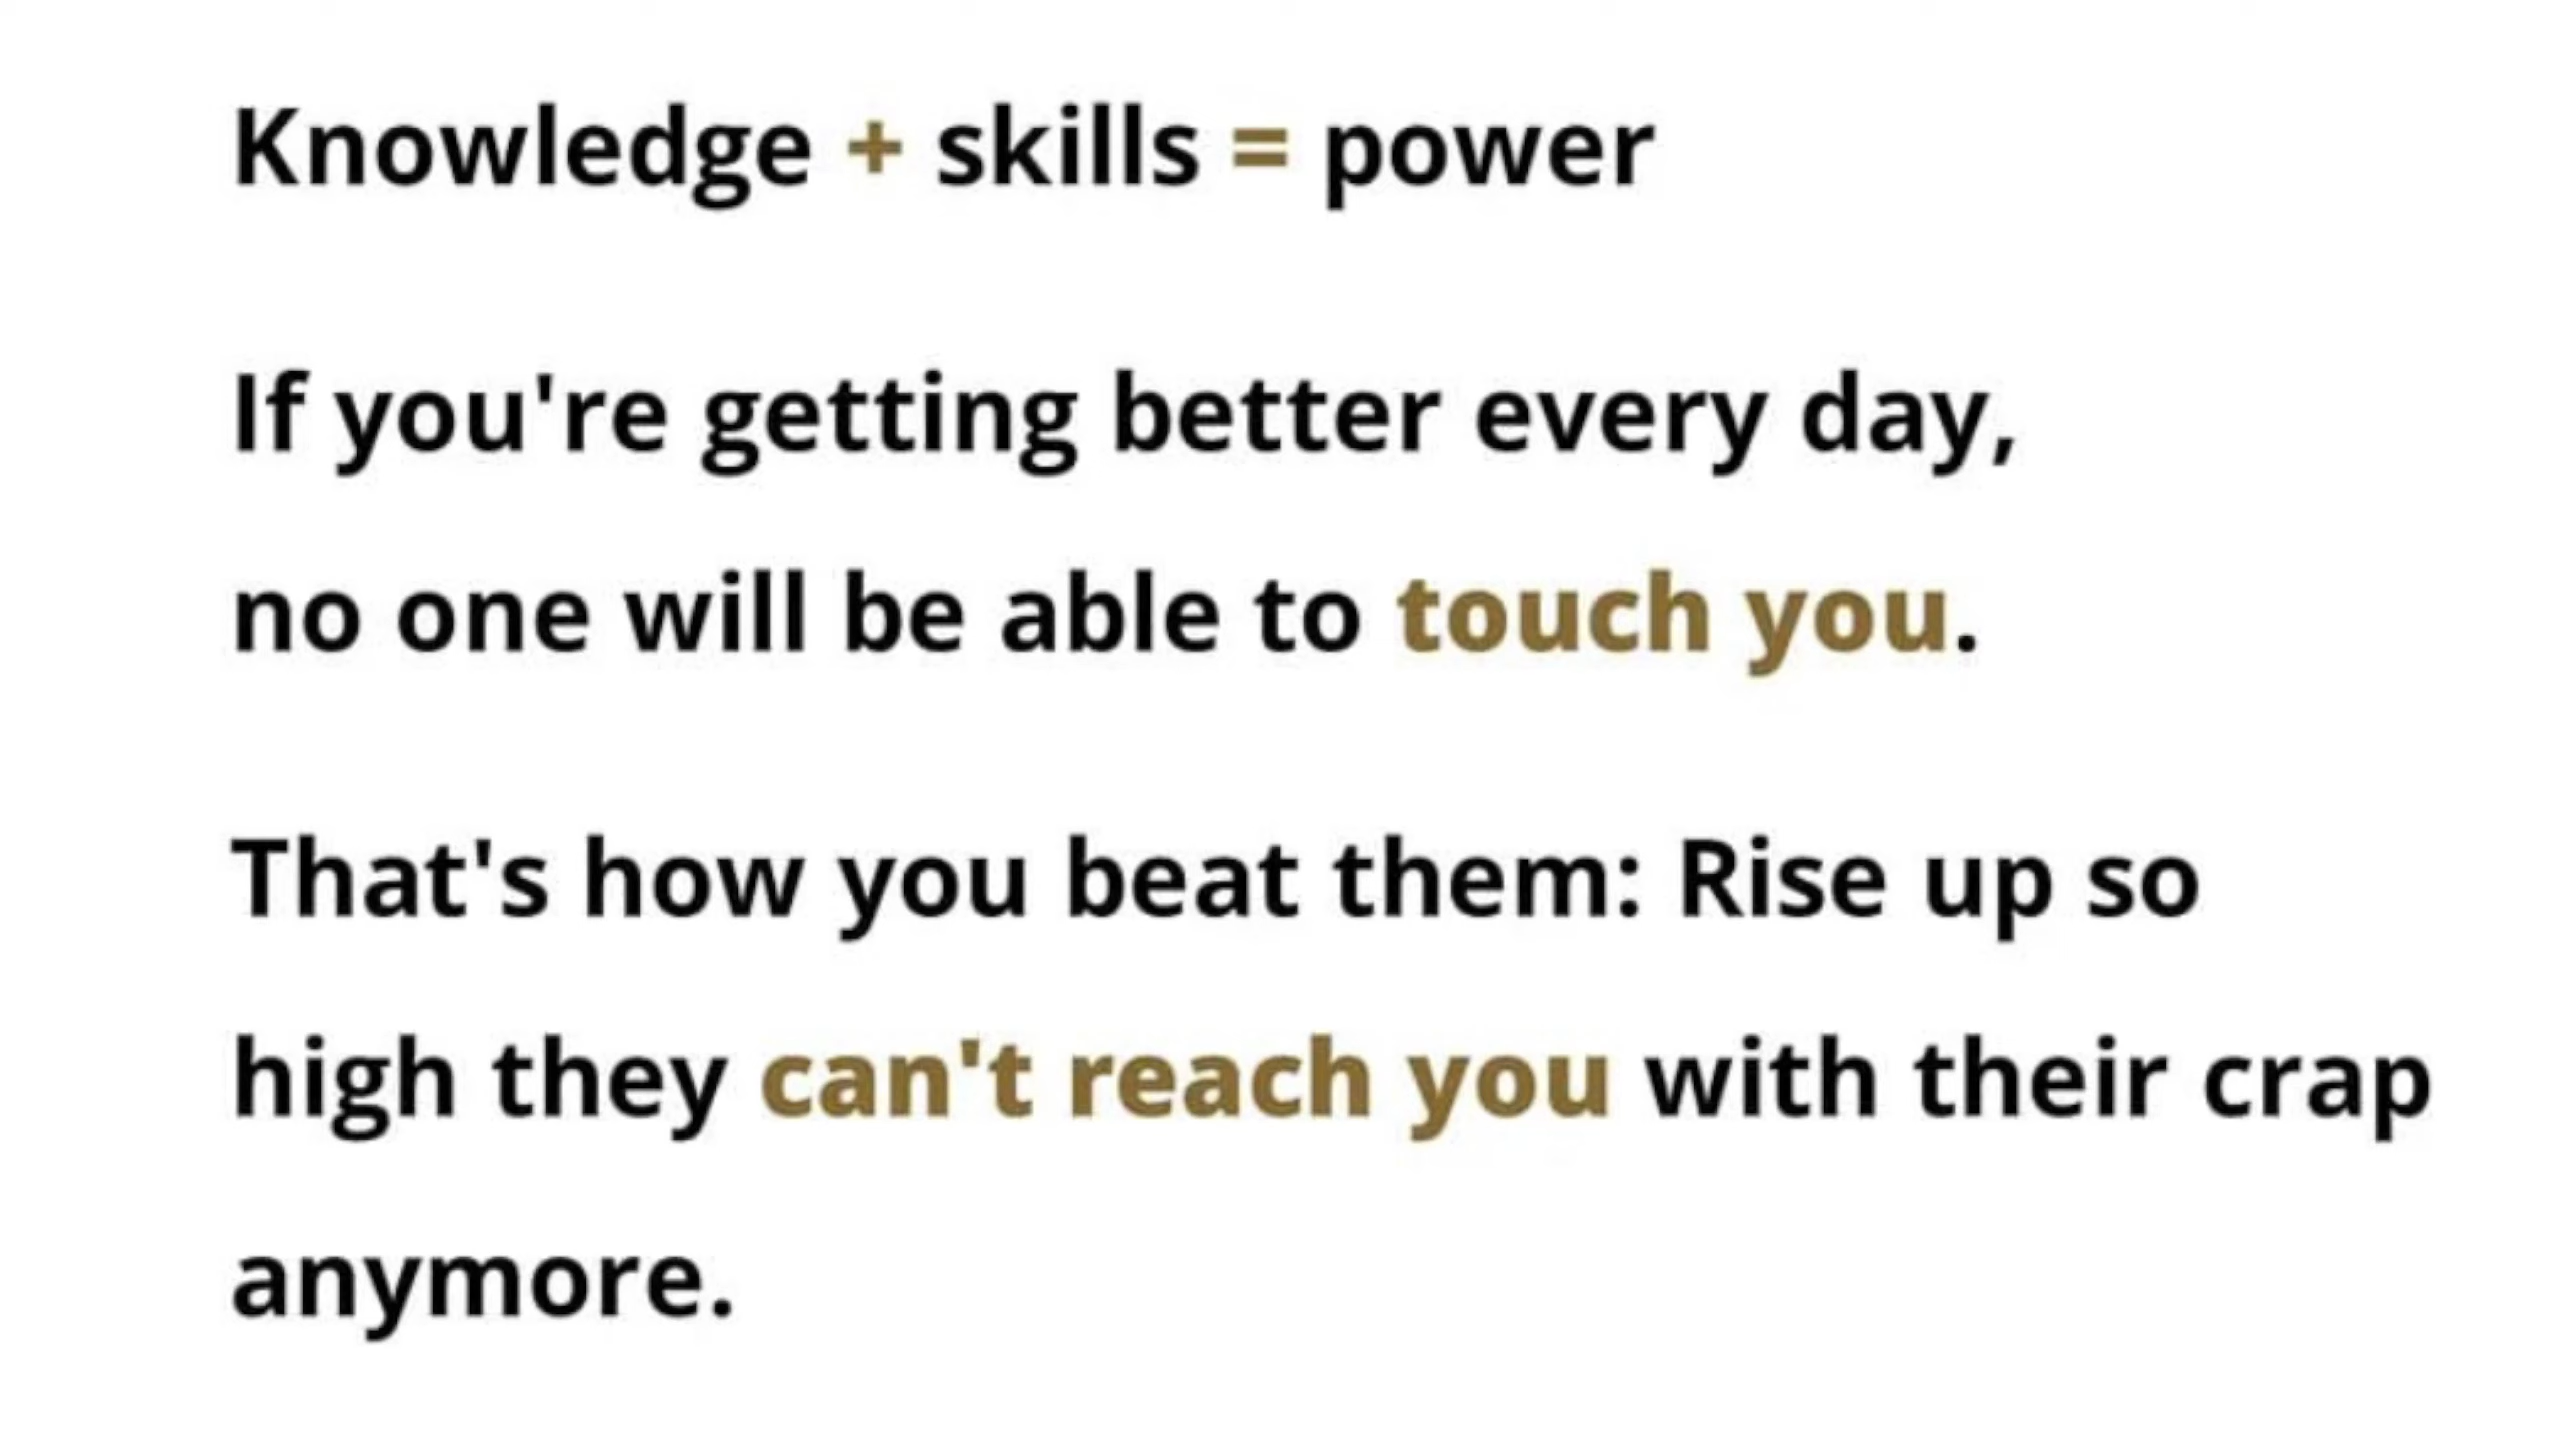 Knowledge + skills = power
If you're getting better every day,
no one will be able to touch you.
That's how you beat them: Rise up so
high they can't reach you with their crap
anymore.